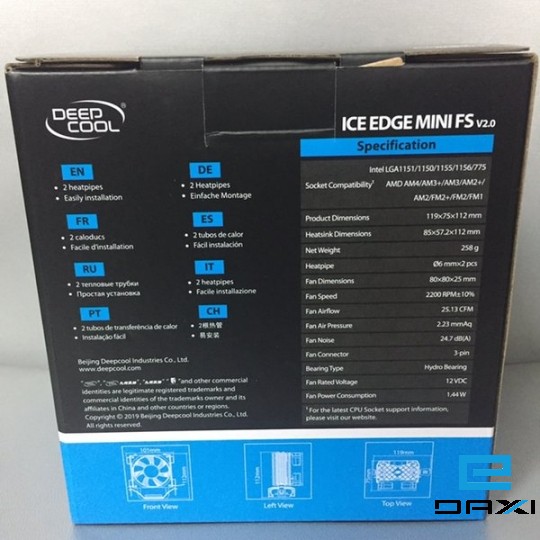 DEEP
COOL ®
ICE EDGE MINI FS V2.0
Specification
Socket Compatibility¹ Intel LGA1151/1150/1155/1156/775
AMD AM4/AM3+/AM3/AM2+/
AM2/FM2+/FM2/FM1
Product Dimensions 119×75×112 mm
Heatsink Dimensions 85×57.2×112 mm
Net Weight 258 g
Heatpipe Ø6 mm×2 pcs
Fan Dimensions 80×80×25 mm
Fan Speed 2200 RPM±10%
Fan Airflow 25.13 CFM
Fan Air Pressure 2.23 mmAq
Fan Noise 24.7 dB(A)
Fan Connector 3-pin
Bearing Type Hydro Bearing
Fan Rated Voltage 12 VDC
Fan Power Consumption 1.44 W
¹ For the latest CPU Socket support information,
please visit our website.
EN
• 2 heatpipes
• Easily installation
DE
• 2 Heatpipes
• Einfache Montage
FR
• 2 caloducs
• Facile d'installation
ES
• 2 tubos de calor
• Fácil instalación
RU
• 2 тепловые трубки
• Простая установка
IT
• 2 heatpipes
• Facile installazione
PT
• 2 tubos de transferência de calor
• Instalação fácil
CH
• 2根热管
• 易安装
Beijing Deepcool Industries Co., Ltd.
www.deepcool.com
and other commercial
identities are legitimate registered trademarks and
commercial identities of the trademarks owner and its
affiliates in China and other countries or regions.
Copyright © 2019 Beijing Deepcool Industries Co., Ltd.
All rights reserved.
112mm
Front View
112mm
Left View
119mm
75mm
Top View
DAXI